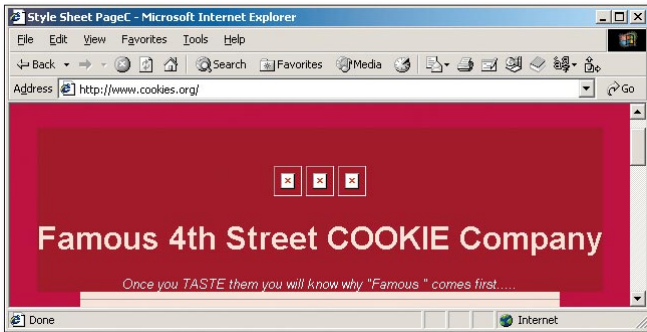 Style Sheet PageC - Microsoft Internet Explorer
File Edit View Favorites Tools Help
Back Search Favorites Media
Address http://www.cookies.org/ Go
Famous 4th Street COOKIE Company
Once you TASTE them you will know why "Famous " comes first.....
Done Internet